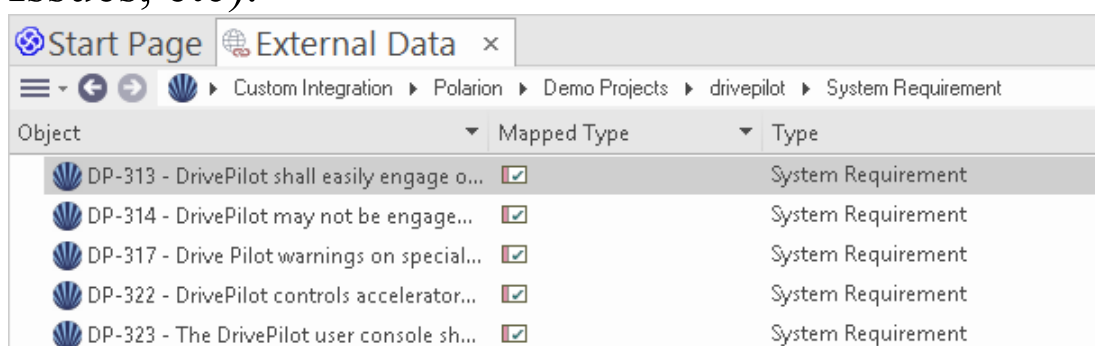 issues, etc).
Start Page External Data ×
Custom Integration Polarion Demo Projects drivepilot System Requirement
Object Mapped Type Type
DP-313 - DrivePilot shall easily engage o... System Requirement
DP-314 - DrivePilot may not be engage... System Requirement
DP-317 - Drive Pilot warnings on special... System Requirement
DP-322 - DrivePilot controls accelerator... System Requirement
DP-323 - The DrivePilot user console sh... System Requirement